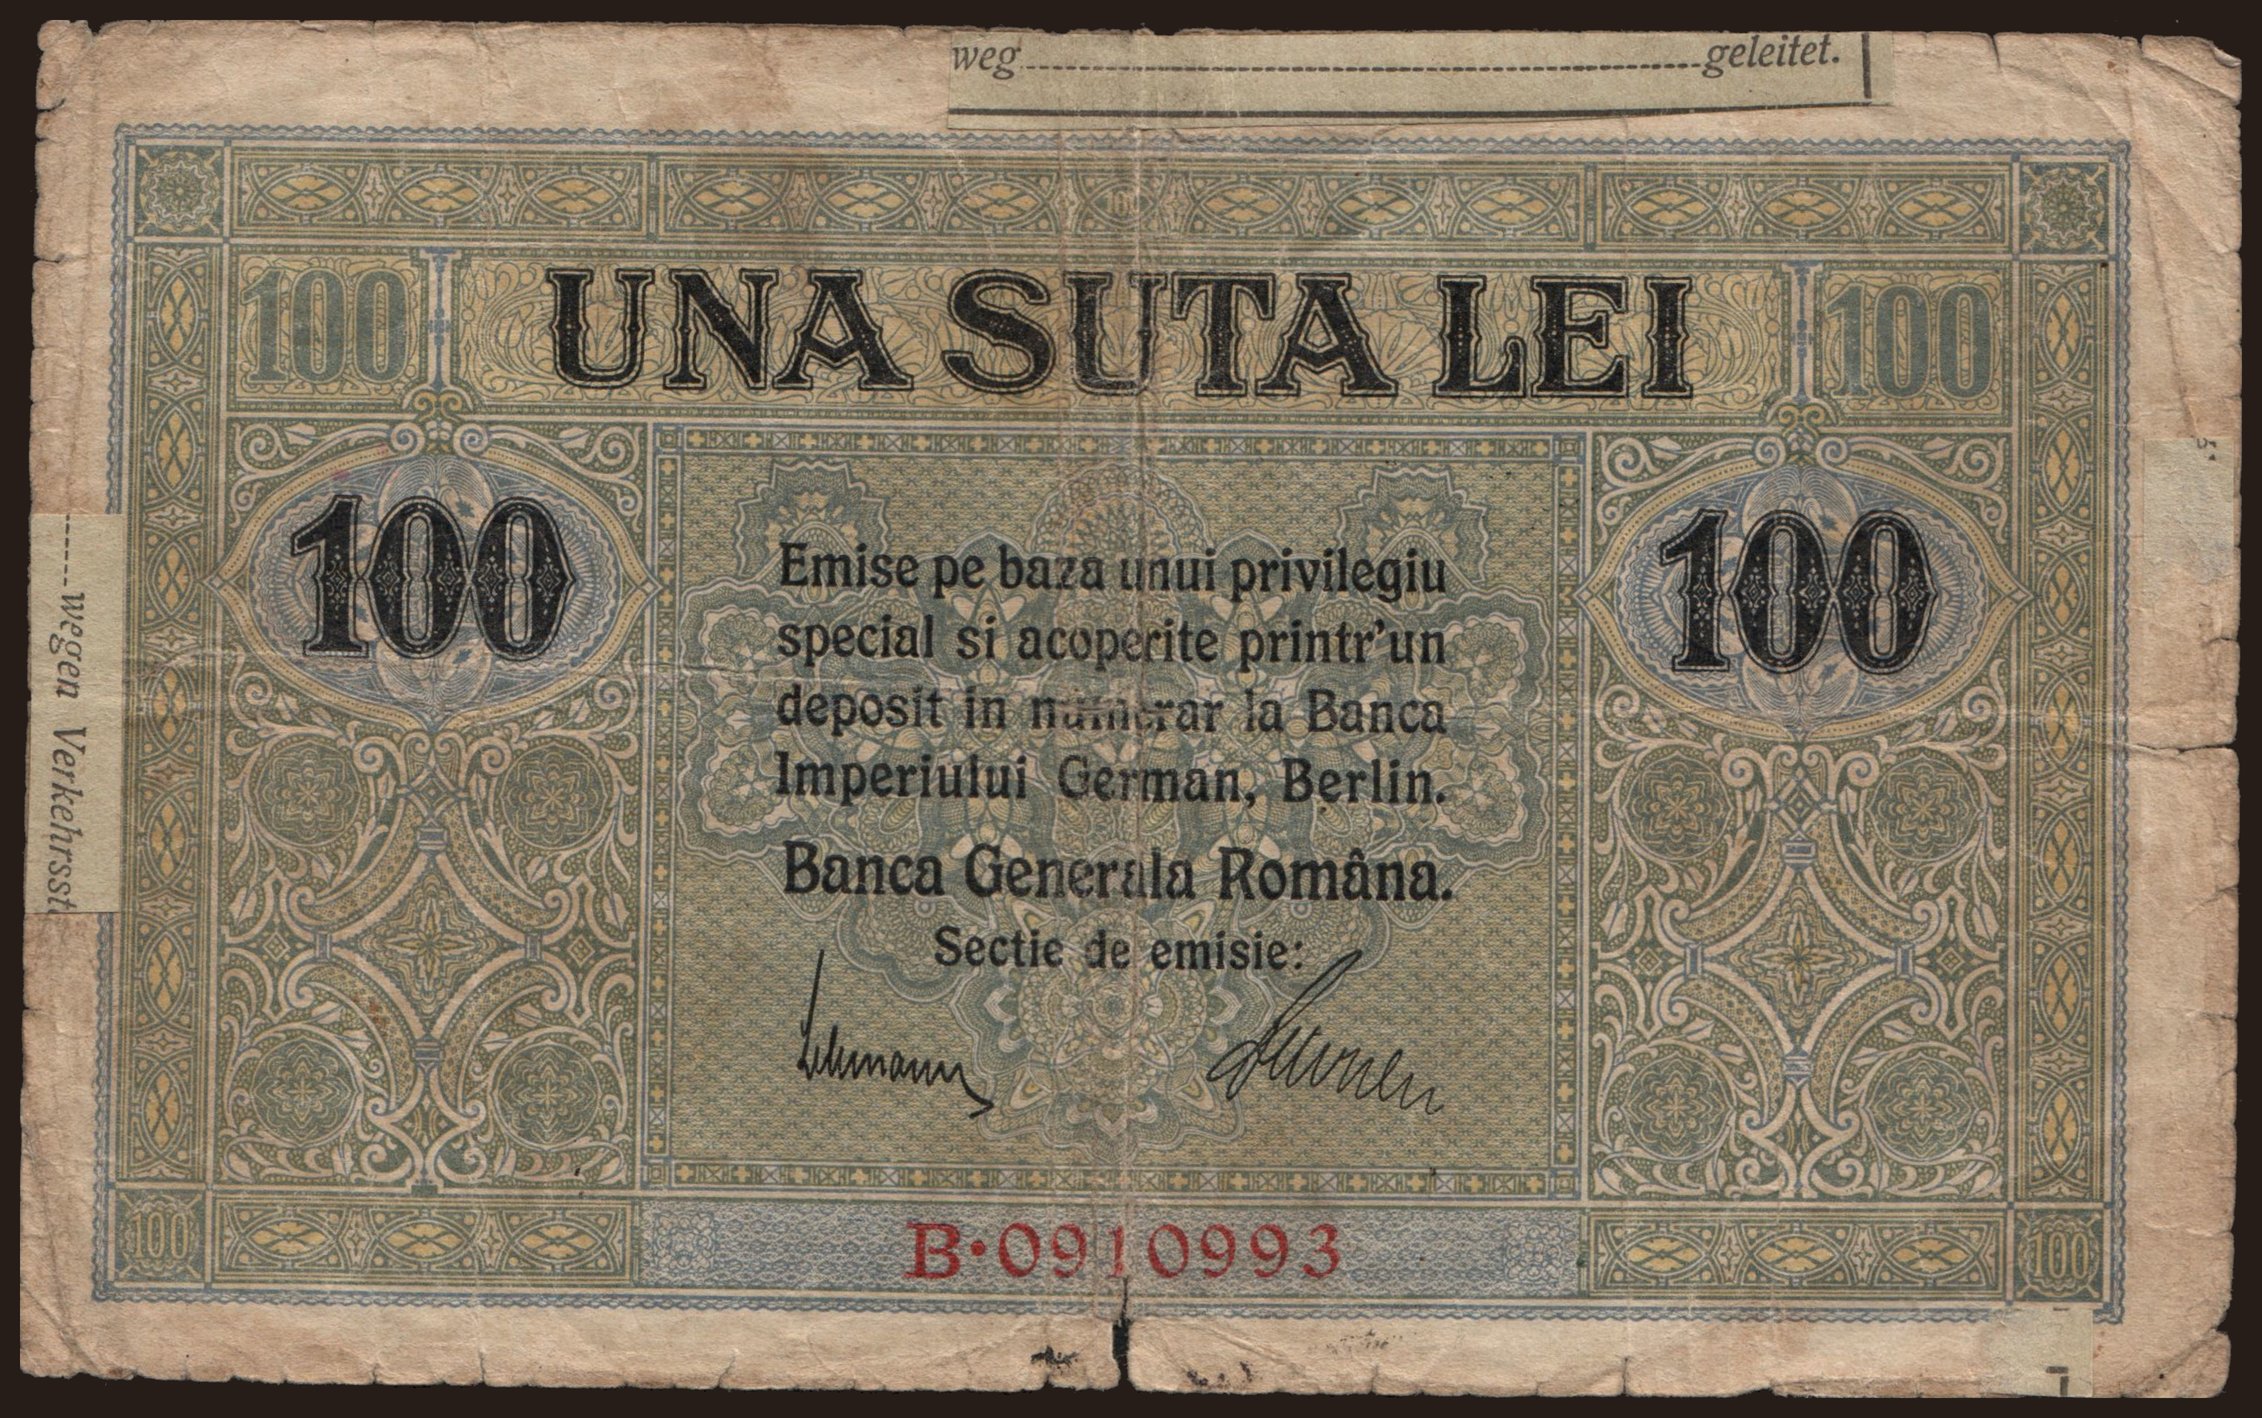 weg geleitet.
100 UNA SUTA LEI 100
100 100
Emise pe baza unui privilegiu
special si acoperite printr'un
deposit in numerar la Banca
Imperiului German, Berlin.
Banca Generala Româna.
Sectie de emisie:
Lehmann
wegen Verkehrsst
100 B·0910993 100